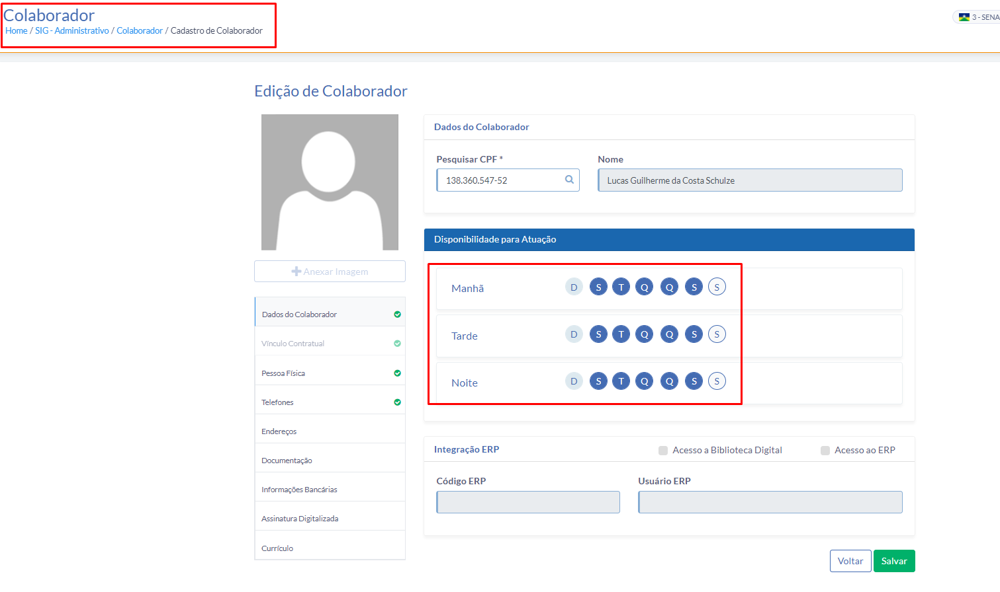 Colaborador
Home / SIG - Administrativo / Colaborador / Cadastro de Colaborador
3 - SENA
Edição de Colaborador
Dados do Colaborador
Pesquisar CPF *
Nome
138.360.547-52
Lucas Guilherme da Costa Schulze
Disponibilidade para Atuação
Anexar Imagem
Manhã D S T Q Q S S
Tarde D S T Q Q S S
Noite D S T Q Q S S
Dados do Colaborador
Vínculo Contratual
Pessoa Física
Telefones
Endereços
Documentação
Informações Bancárias
Assinatura Digitalizada
Currículo
Integração ERP
Acesso a Biblioteca Digital
Acesso ao ERP
Código ERP
Usuário ERP
Voltar
Salvar